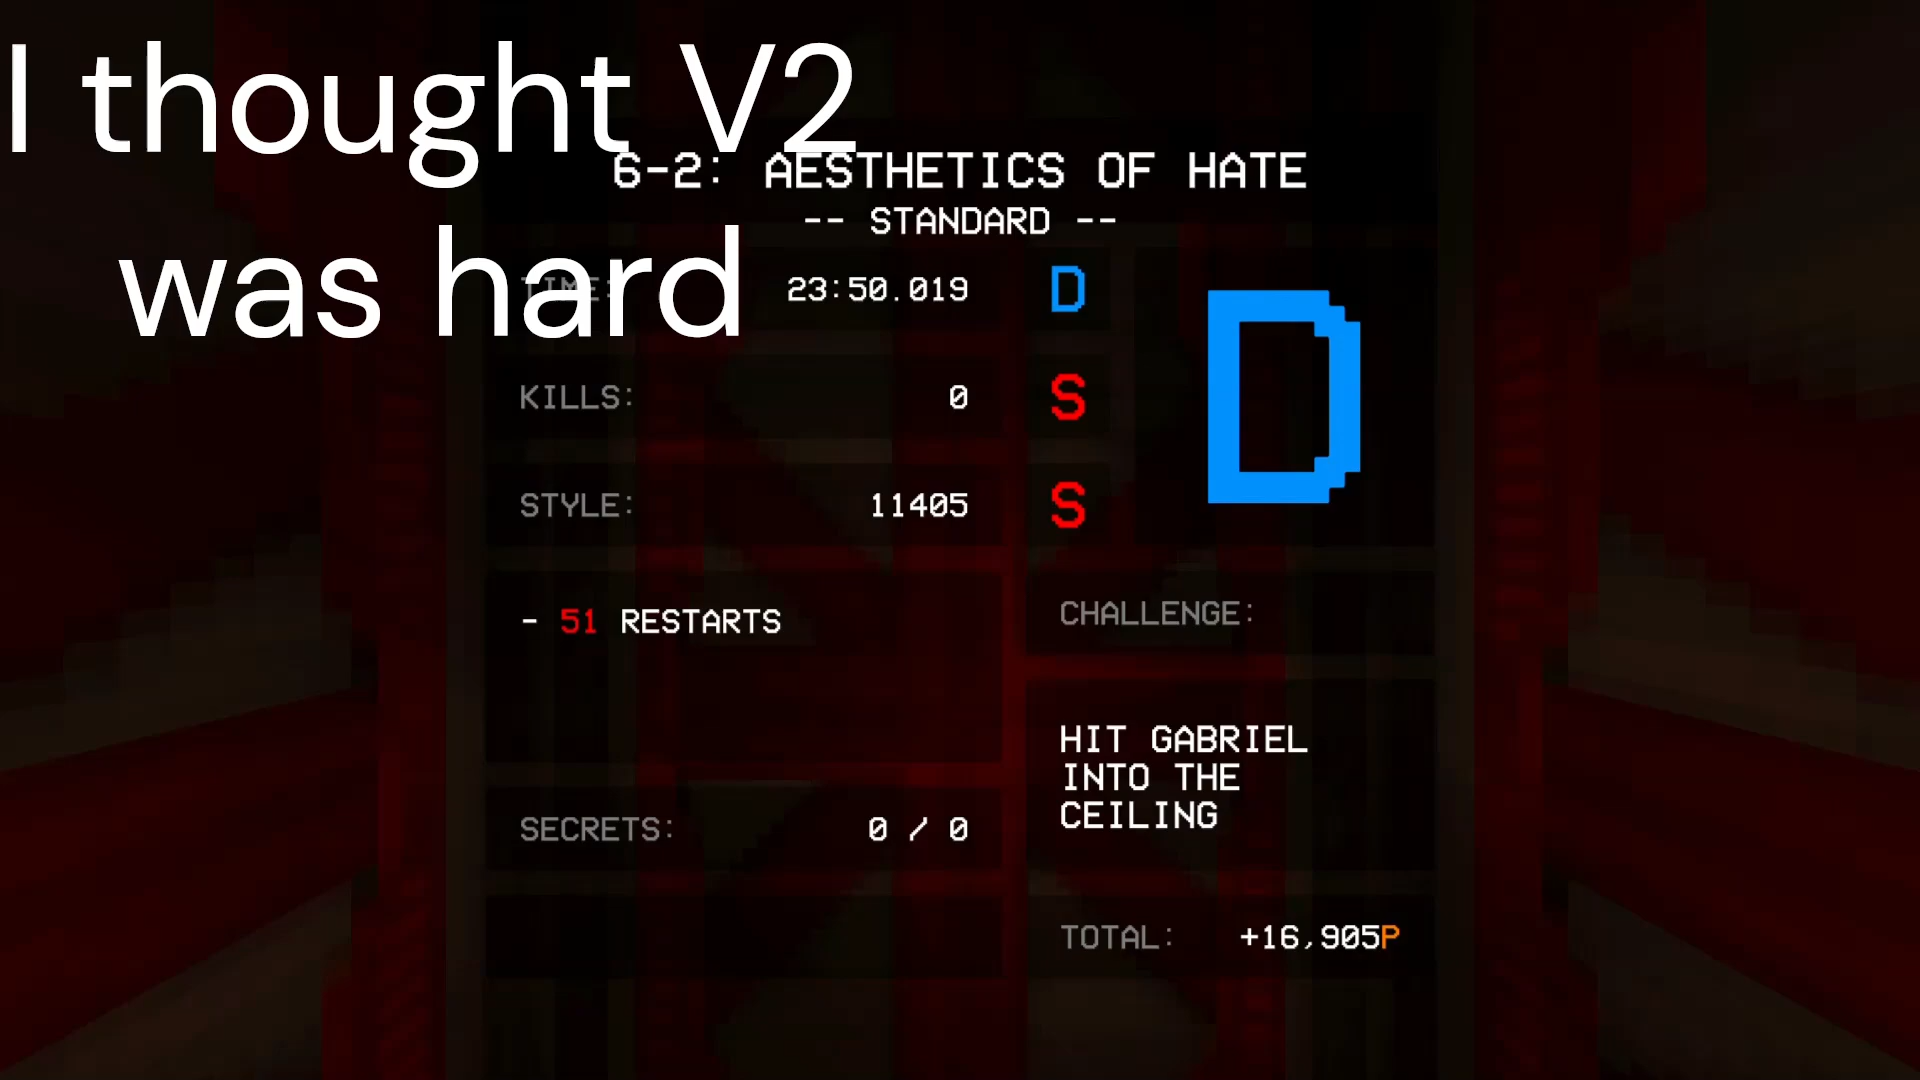 I thought V2
was hard
6-2: AESTHETICS OF HATE
-- STANDARD --
TIME: 23:50.019 D
D
KILLS: 0 S
STYLE: 11405 S
- 51 RESTARTS
CHALLENGE:
HIT GABRIEL
INTO THE
CEILING
SECRETS: 0 / 0
TOTAL: +16,905P